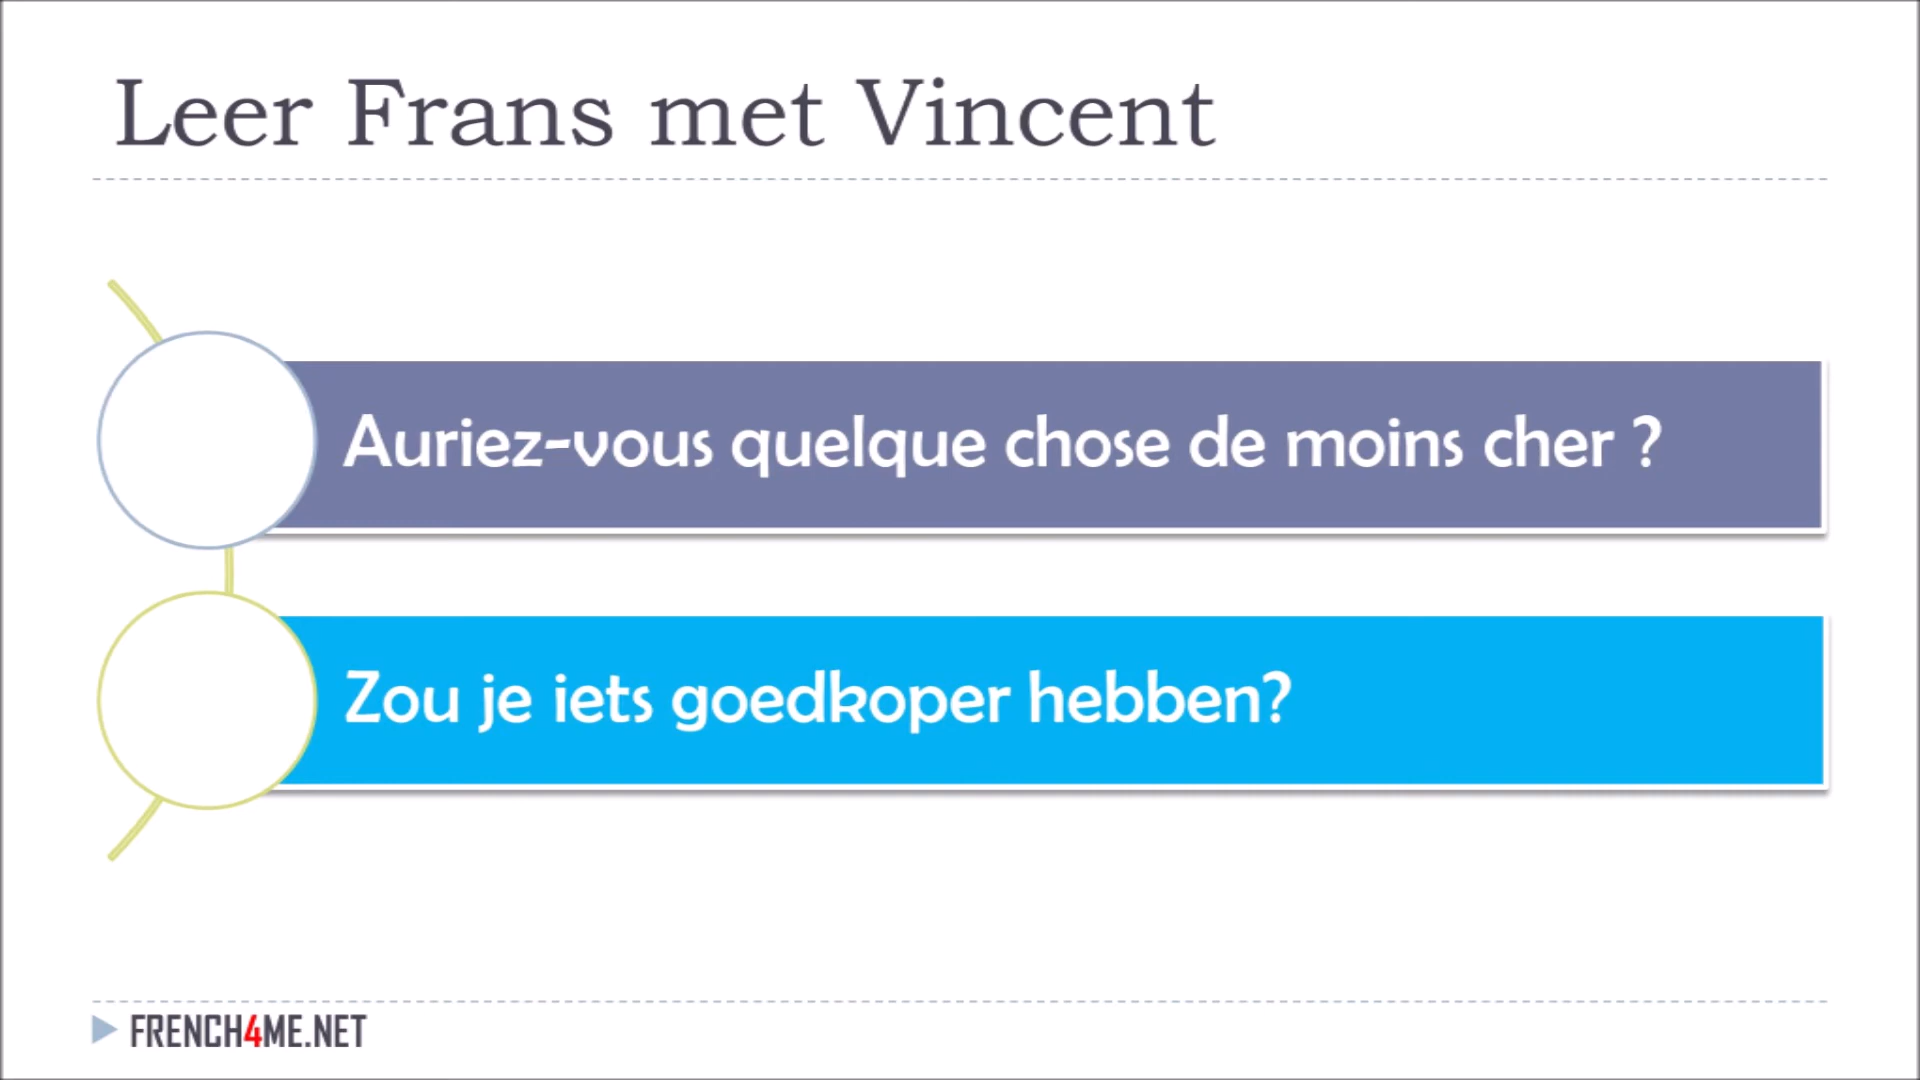 Leer Frans met Vincent
Auriez-vous quelque chose de moins cher ?
Zou je iets goedkoper hebben?
FRENCH4ME.NET